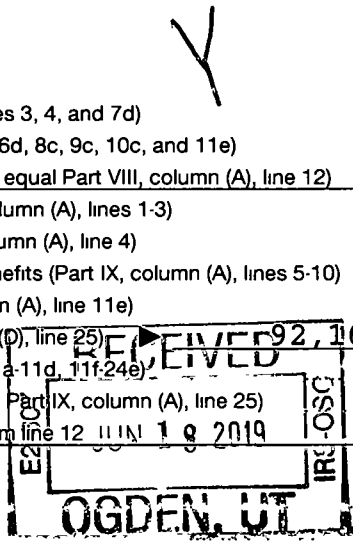 Y
es 3, 4, and 7d)
6d, 8c, 9c, 10c, and 11e)
equal Part VIII, column (A), line 12)
lumn (A), lines 1-3)
umn (A), line 4)
nefits (Part IX, column (A), lines 5-10)
n (A), line 11e)
(D), line 25) ▶ 92,10
a-11d, 11f-24e)
Part IX, column (A), line 25)
m line 12
RECEIVED
JUN 18 2019
IRS-OSC
OGDEN, UT